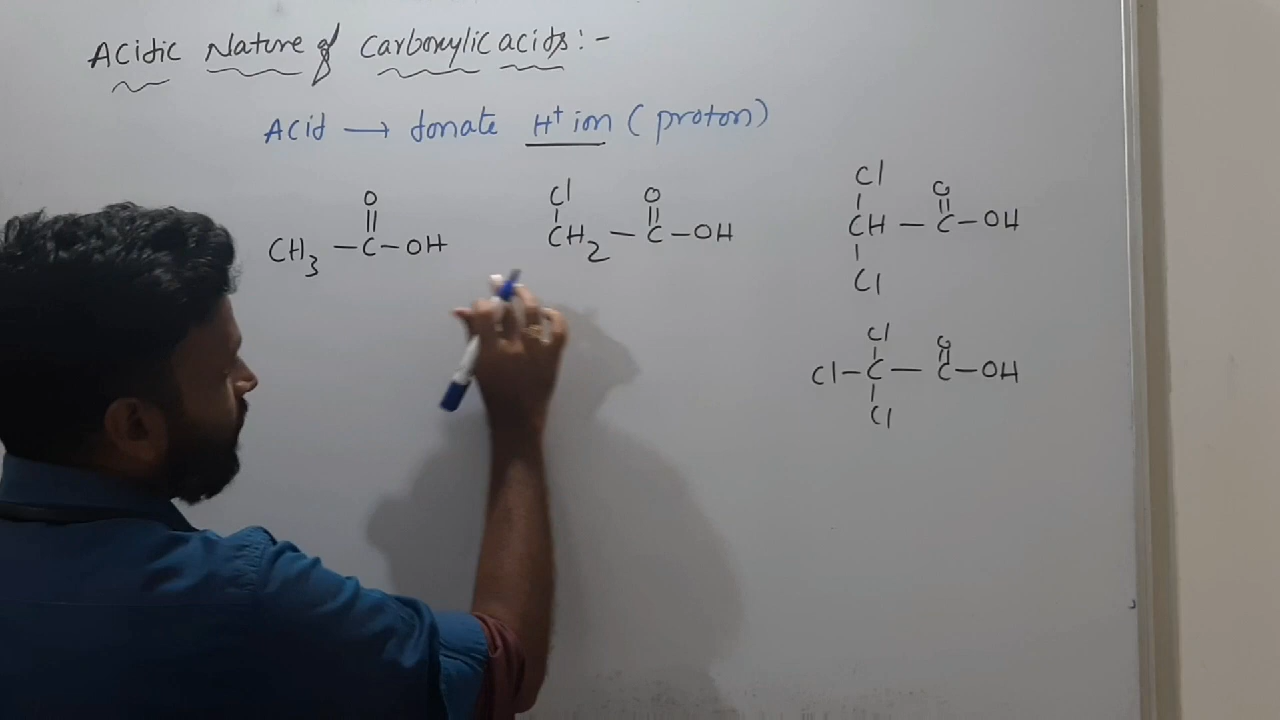 Acidic Nature of Carboxylic acids:-
Acid → donate H+ ion (proton)
O
||
CH3 — C — OH
Cl O
| ||
CH2 — C — OH
Cl O
| ||
CH — C — OH
|
Cl
Cl O
| ||
Cl — C — C — OH
|
Cl